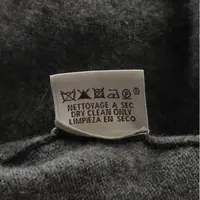 NETTOYAGE A SEC
DRY CLEAN ONLY
LIMPIEZA EN SECO